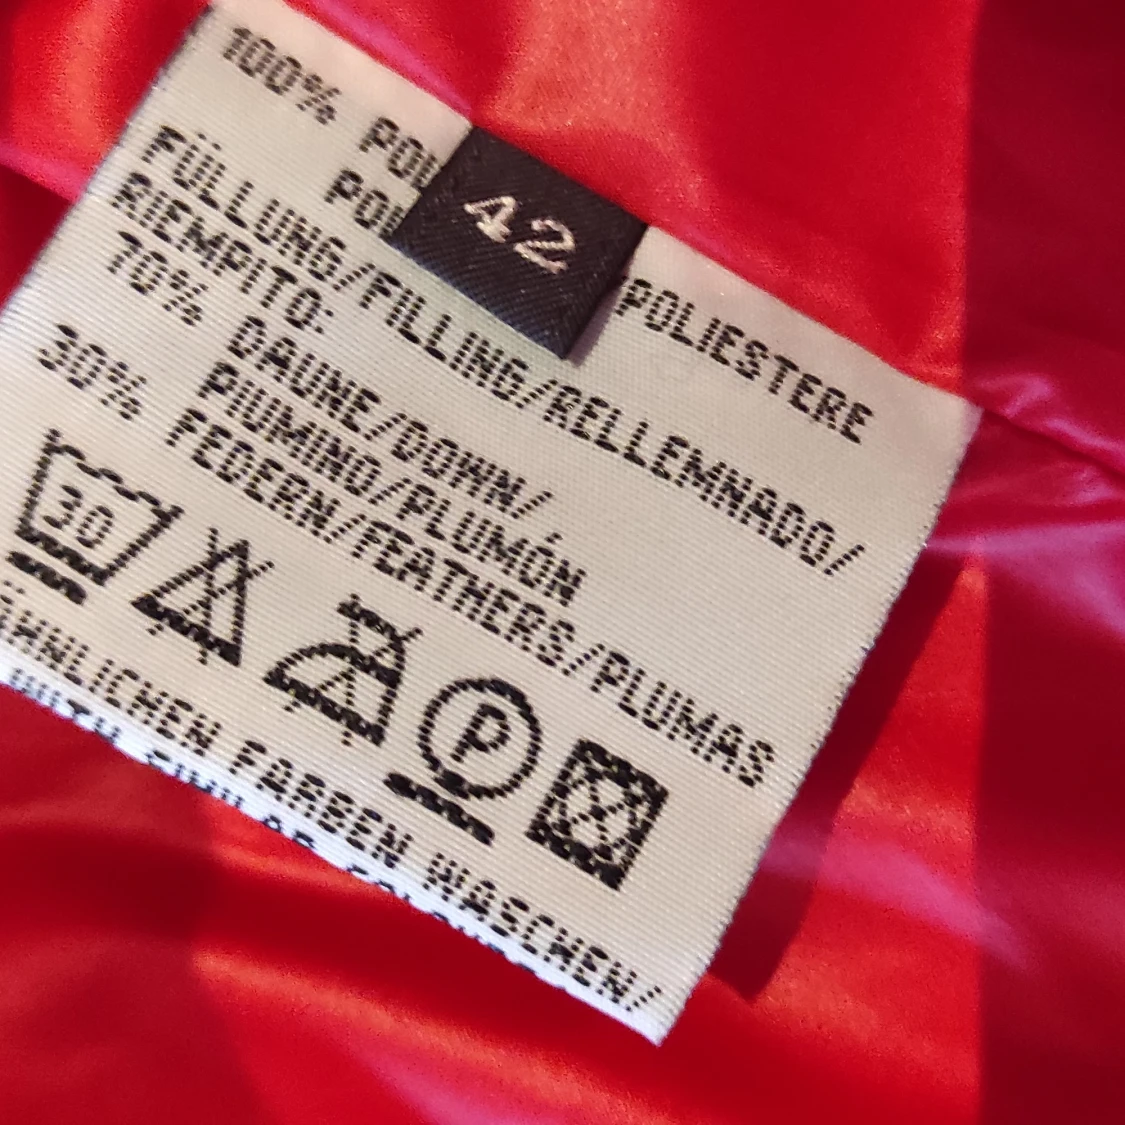 100% POL
42
POL POLIESTERE
FÜLLUNG/FILLING/RELLEMNADO/
RIEMPITO:
70% DAUNE/DOWN/
PIUMINO/PLUMÓN
30% FEDERN/FEATHERS/PLUMAS
30 P
FARBEN WASCHEN/
WITH